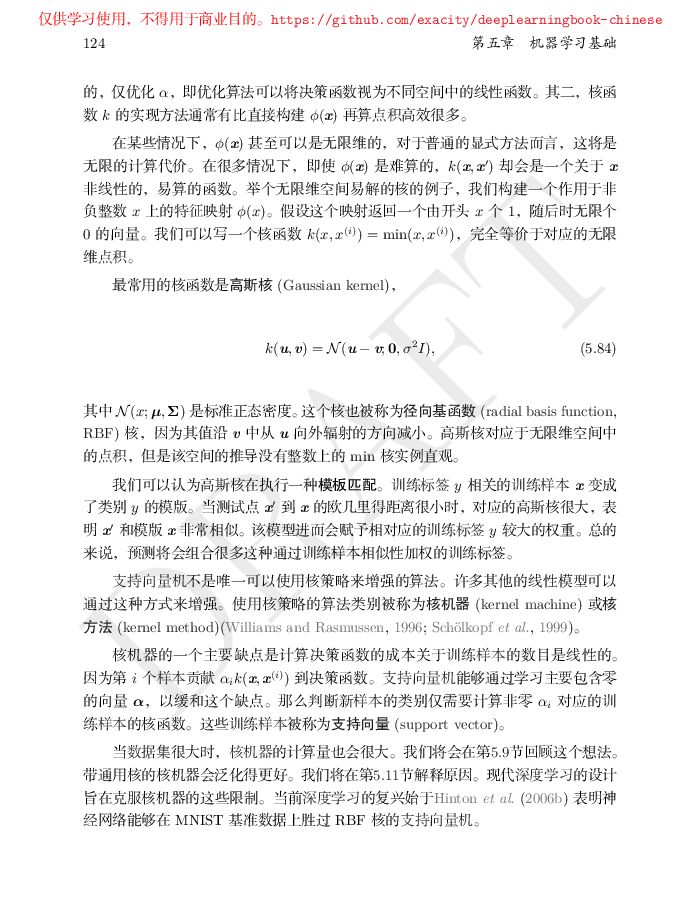 仅供学习使用，不得用于商业目的。https://github.com/exacity/deeplearningbook-chinese
124 第五章 机器学习基础
的，仅优化 α，即优化算法可以将决策函数视为不同空间中的线性函数。其二，核函
数 k 的实现方法通常有比直接构建 ϕ(x) 再算点积高效很多。
在某些情况下，ϕ(x) 甚至可以是无限维的，对于普通的显式方法而言，这将是
无限的计算代价。在很多情况下，即使 ϕ(x) 是难算的，k(x, x′) 却会是一个关于 x
非线性的，易算的函数。举个无限维空间易解的核的例子，我们构建一个作用于非
负整数 x 上的特征映射 ϕ(x)。假设这个映射返回一个由开头 x 个 1，随后时无限个
0 的向量。我们可以写一个核函数 k(x, x⁽ⁱ⁾) = min(x, x⁽ⁱ⁾)，完全等价于对应的无限
维点积。
最常用的核函数是高斯核 (Gaussian kernel)，
k(u, v) = N(u − v; 0, σ²I), (5.84)
其中 N(x; μ, Σ) 是标准正态密度。这个核也被称为径向基函数 (radial basis function,
RBF) 核，因为其值沿 v 中从 u 向外辐射的方向减小。高斯核对应于无限维空间中
的点积，但是该空间的推导没有整数上的 min 核实例直观。
我们可以认为高斯核在执行一种模板匹配。训练标签 y 相关的训练样本 x 变成
了类别 y 的模版。当测试点 x′ 到 x 的欧几里得距离很小时，对应的高斯核很大，表
明 x′ 和模版 x 非常相似。该模型进而会赋予相对应的训练标签 y 较大的权重。总的
来说，预测将会组合很多这种通过训练样本相似性加权的训练标签。
支持向量机不是唯一可以使用核策略来增强的算法。许多其他的线性模型可以
通过这种方式来增强。使用核策略的算法类别被称为核机器 (kernel machine) 或核
方法 (kernel method)(Williams and Rasmussen, 1996; Schölkopf et al., 1999)。
核机器的一个主要缺点是计算决策函数的成本关于训练样本的数目是线性的。
因为第 i 个样本贡献 αᵢk(x, x⁽ⁱ⁾) 到决策函数。支持向量机能够通过学习主要包含零
的向量 α，以缓和这个缺点。那么判断新样本的类别仅需要计算非零 αᵢ 对应的训
练样本的核函数。这些训练样本被称为支持向量 (support vector)。
当数据集很大时，核机器的计算量也会很大。我们将会在第5.9节回顾这个想法。
带通用核的核机器会泛化得更好。我们将在第5.11节解释原因。现代深度学习的设计
旨在克服核机器的这些限制。当前深度学习的复兴始于Hinton et al. (2006b) 表明神
经网络能够在 MNIST 基准数据上胜过 RBF 核的支持向量机。
DRAFT